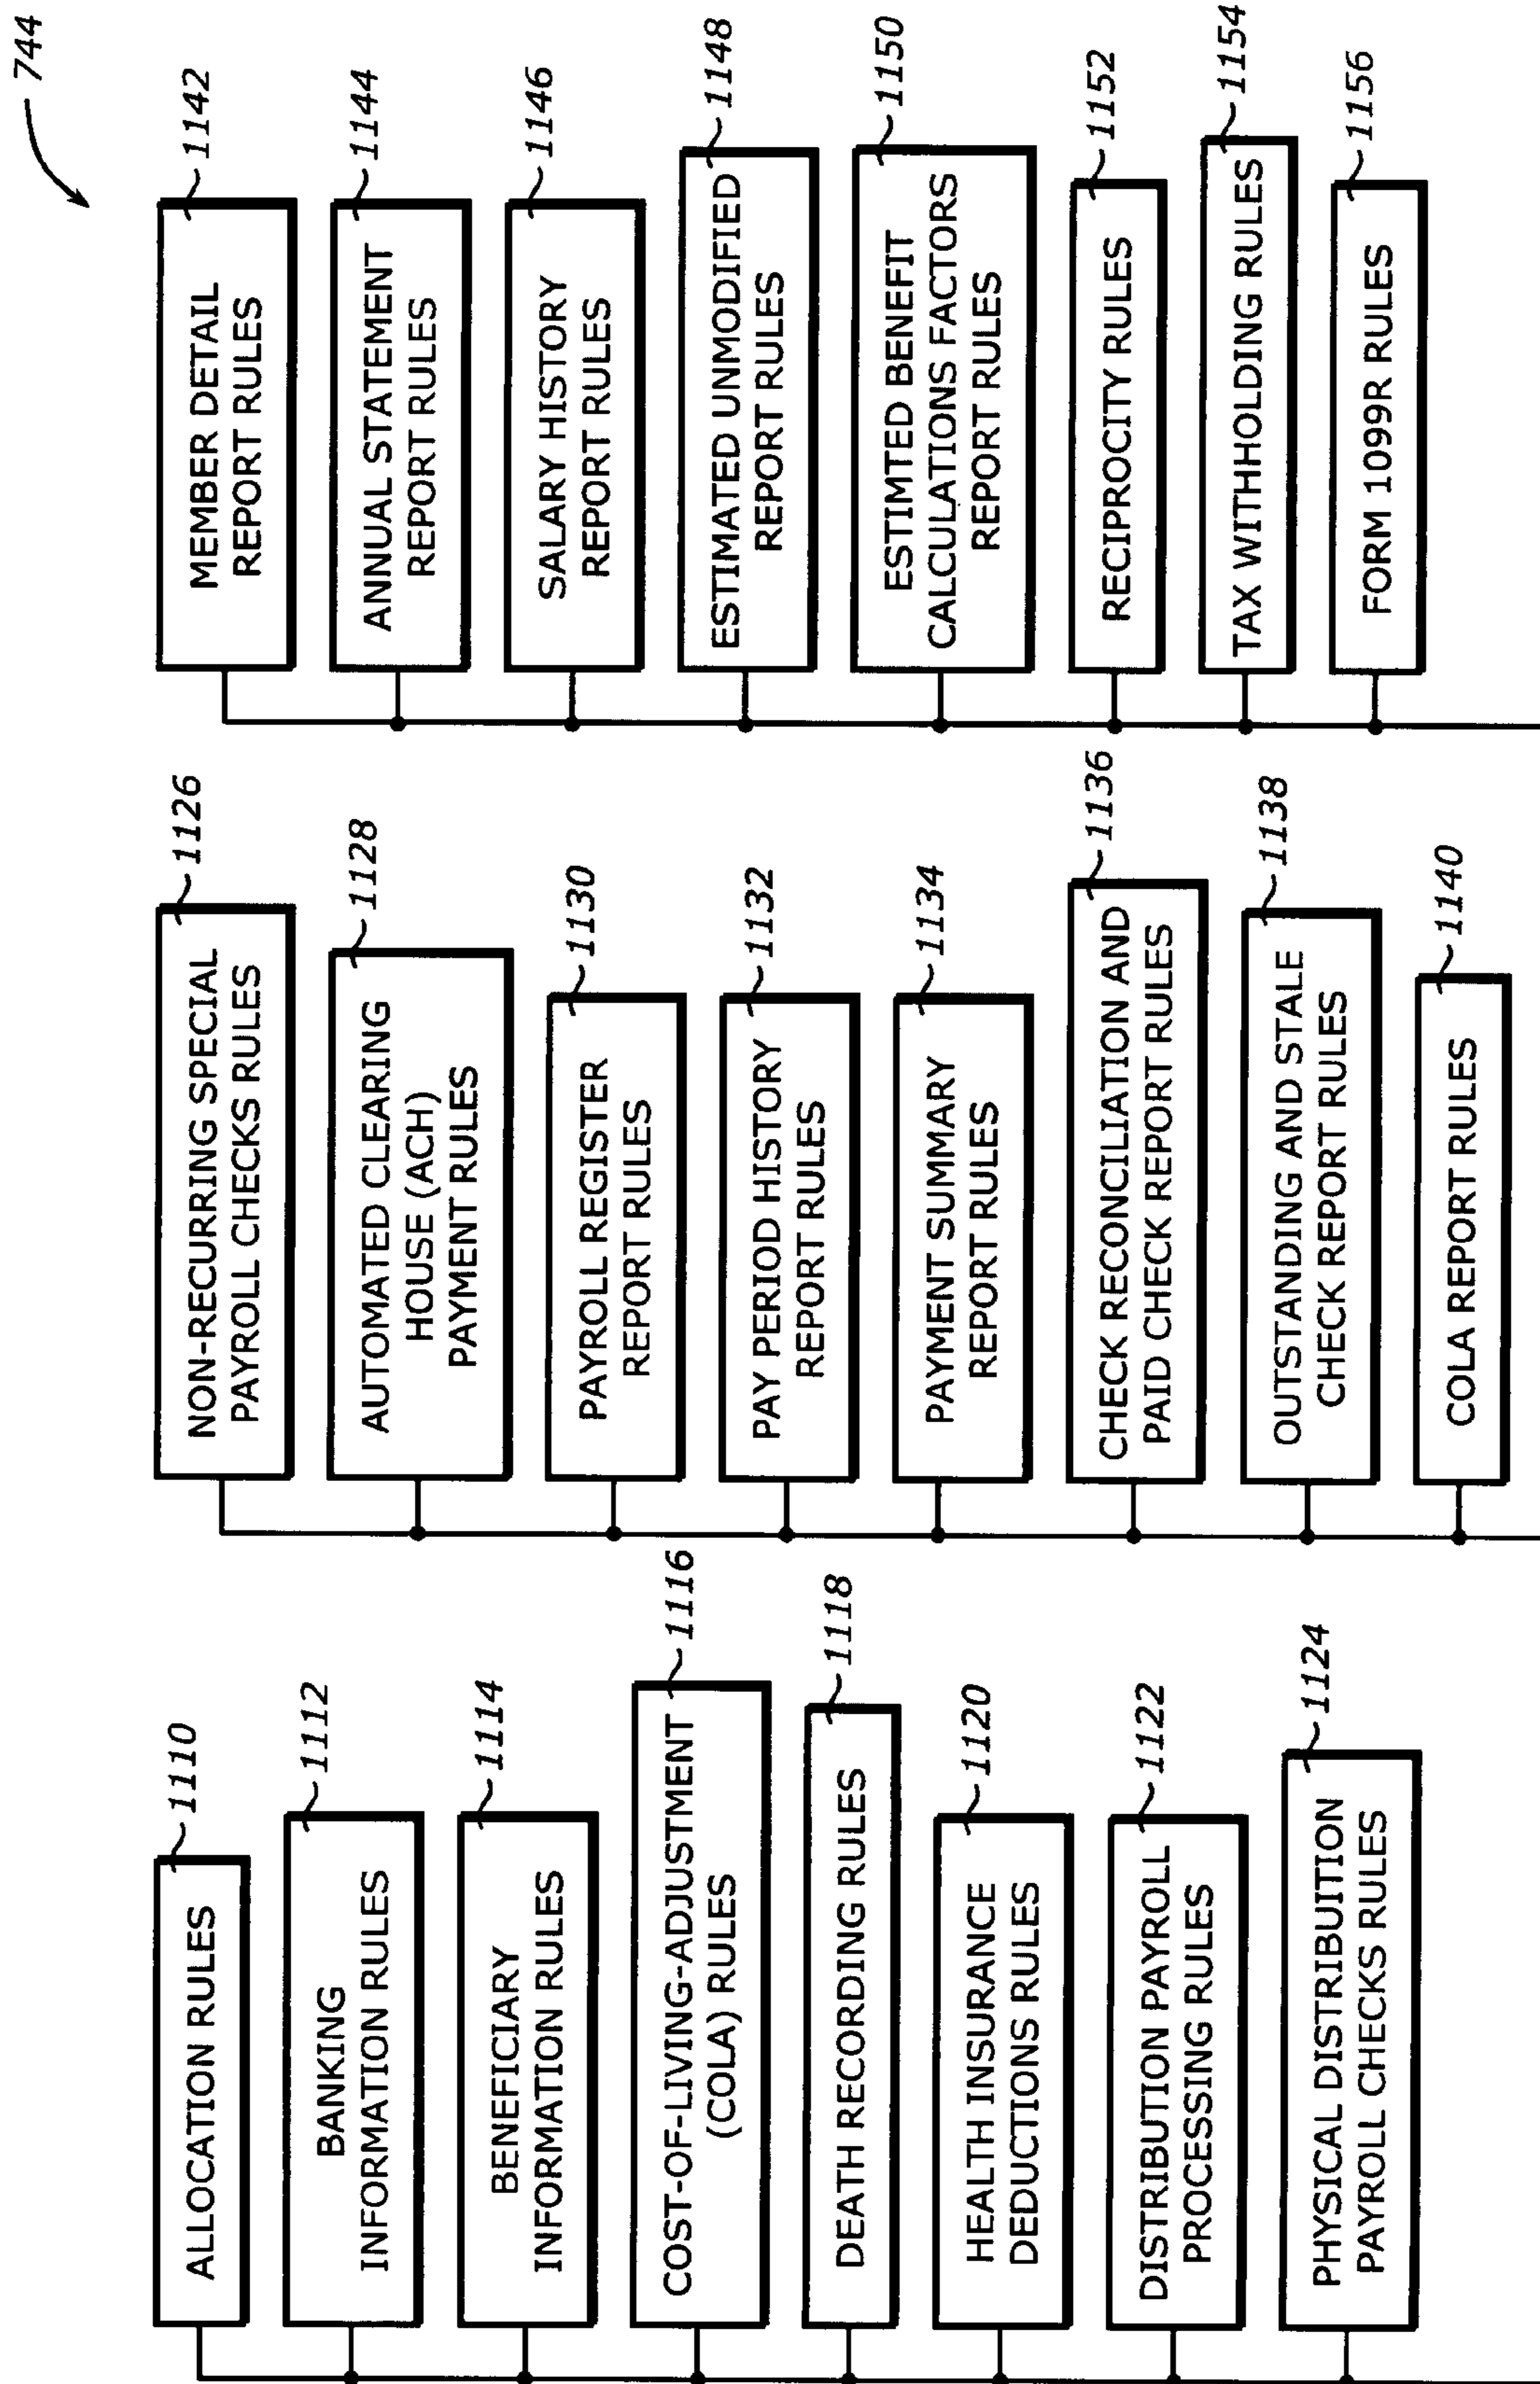 744
ALLOCATION RULES
1110
BANKING
INFORMATION RULES
1112
BENEFICIARY
INFORMATION RULES
1114
COST-OF-LIVING-ADJUSTMENT
(COLA) RULES
1116
DEATH RECORDING RULES
1118
HEALTH INSURANCE
DEDUCTIONS RULES
1120
DISTRIBUTION PAYROLL
PROCESSING RULES
1122
PHYSICAL DISTRIBUITION
PAYROLL CHECKS RULES
1124
NON-RECURRING SPECIAL
PAYROLL CHECKS RULES
1126
AUTOMATED CLEARING
HOUSE (ACH)
PAYMENT RULES
1128
PAYROLL REGISTER
REPORT RULES
1130
PAY PERIOD HISTORY
REPORT RULES
1132
PAYMENT SUMMARY
REPORT RULES
1134
CHECK RECONCILIATION AND
PAID CHECK REPORT RULES
1136
OUTSTANDING AND STALE
CHECK REPORT RULES
1138
COLA REPORT RULES
1140
MEMBER DETAIL
REPORT RULES
1142
ANNUAL STATEMENT
REPORT RULES
1144
SALARY HISTORY
REPORT RULES
1146
ESTIMATED UNMODIFIED
REPORT RULES
1148
ESTIMTED BENEFIT
CALCULATIONS FACTORS
REPORT RULES
1150
RECIPROCITY RULES
1152
TAX WITHHOLDING RULES
1154
FORM 1099R RULES
1156